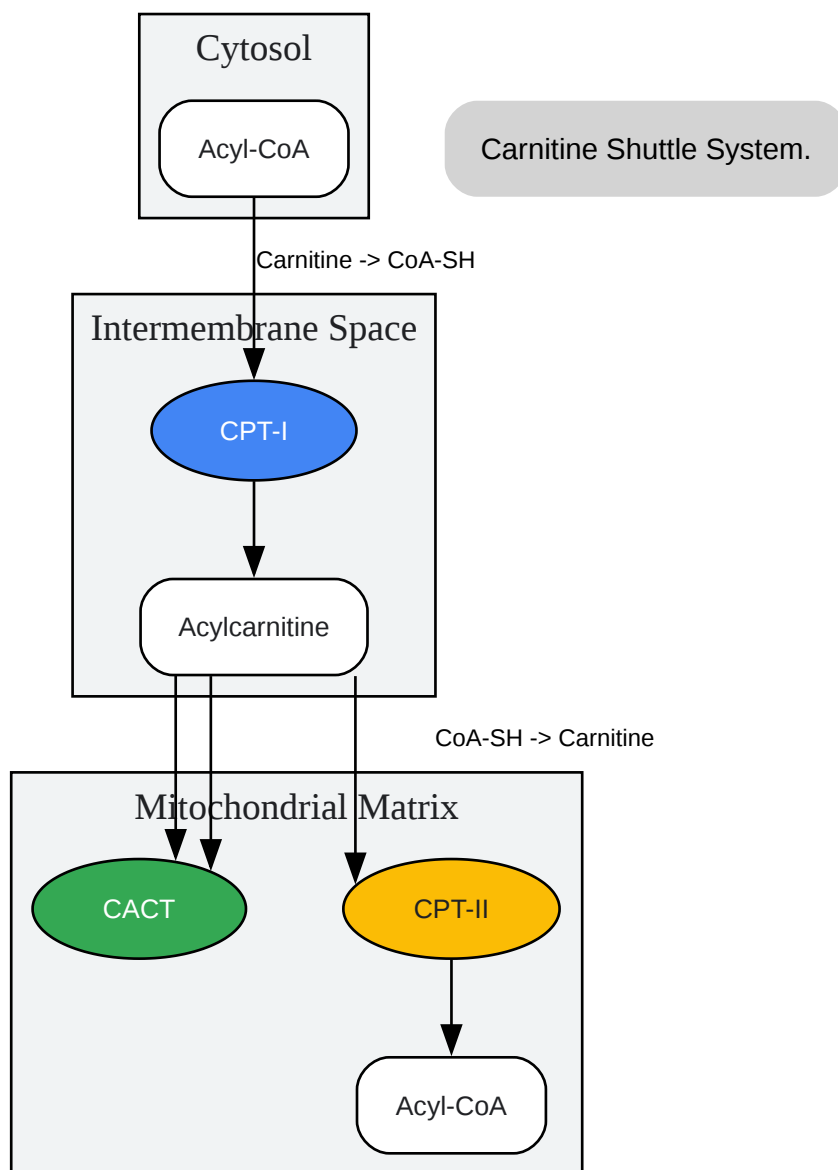 Cytosol
Acyl-CoA
Carnitine Shuttle System.
Carnitine -> CoA-SH
Intermembrane Space
CPT-I
Acylcarnitine
CoA-SH -> Carnitine
Mitochondrial Matrix
CACT
CPT-II
Acyl-CoA